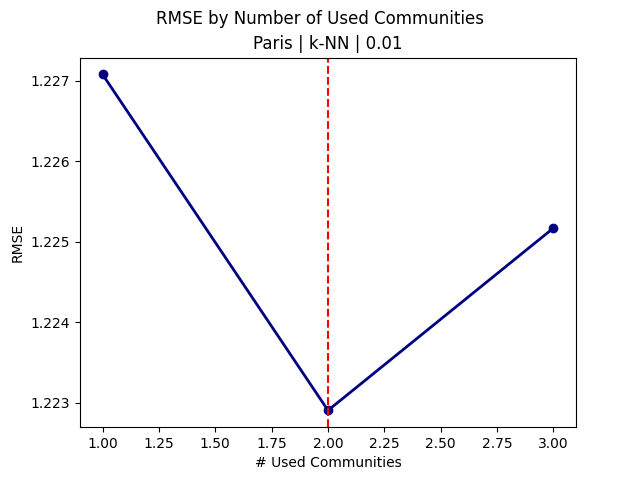 RMSE by Number of Used Communities
Paris | k-NN | 0.01
1.227
1.226
1.225
1.224
1.223
RMSE
1.00 1.25 1.50 1.75 2.00 2.25 2.50 2.75 3.00
# Used Communities